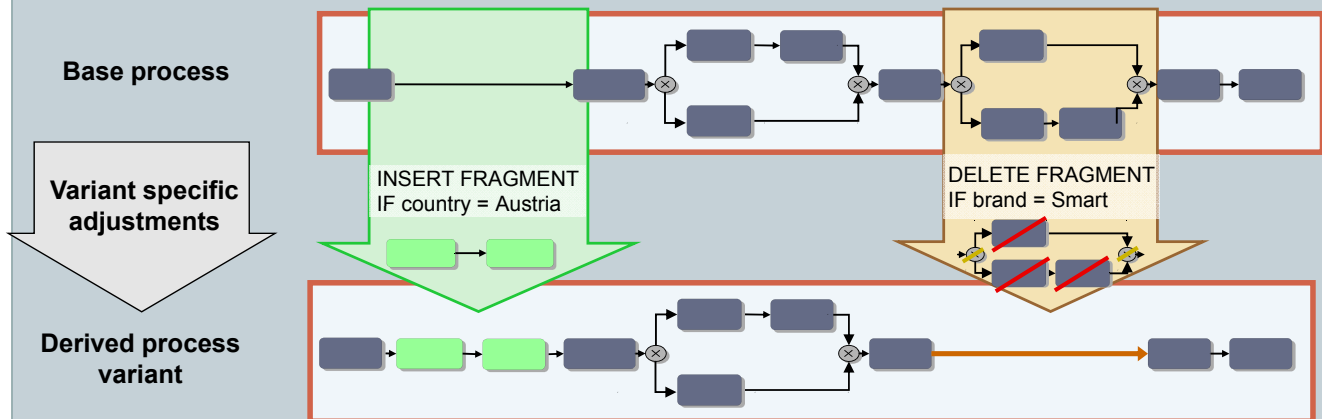 Base process
Variant specific
adjustments
INSERT FRAGMENT
IF country = Austria
DELETE FRAGMENT
IF brand = Smart
Derived process
variant